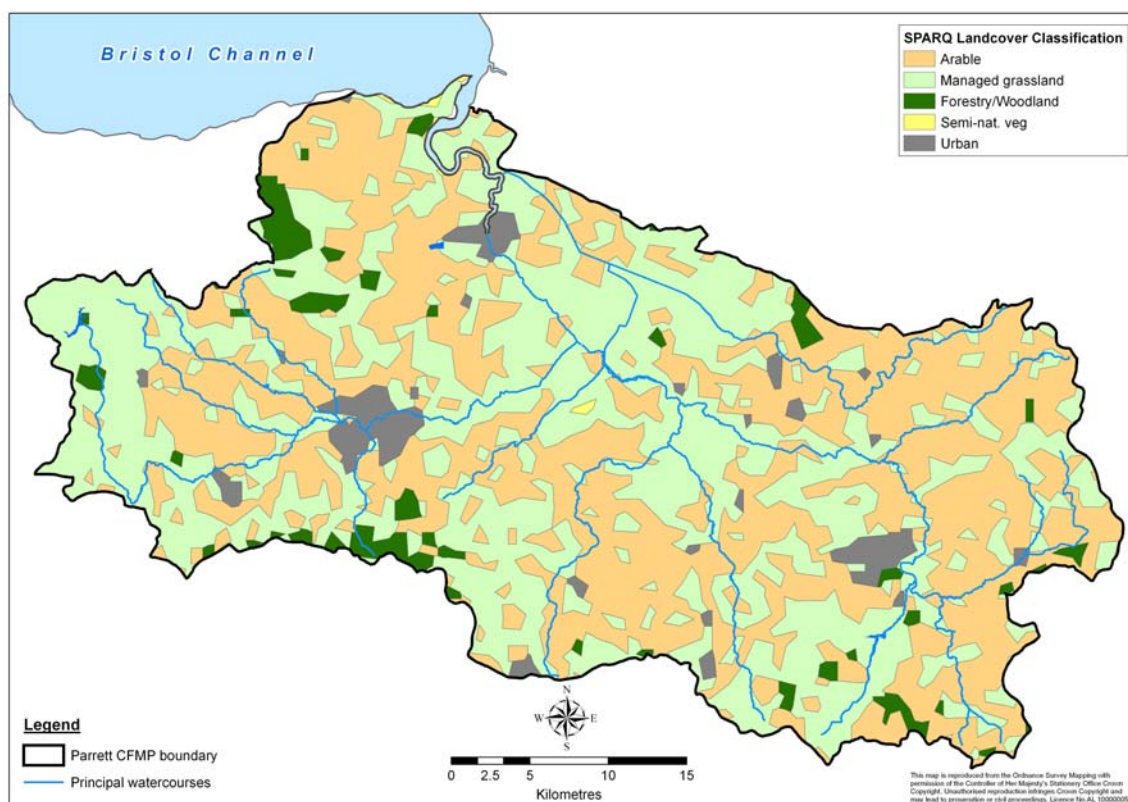 Bristol Channel
SPARQ Landcover Classification
Arable
Managed grassland
Forestry/Woodland
Semi-nat. veg
Urban
Legend
Parrett CFMP boundary
Principal watercourses
N
W E
S
0 2.5 5 10 15
Kilometres
This map is reproduced from the Ordnance Survey Mapping with
permission of the Controller of Her Majesty's Stationery Office Crown
Copyright. Unauthorised reproduction infringes Crown Copyright and
may lead to prosecution or civil proceedings. Licence No.AL 10000005